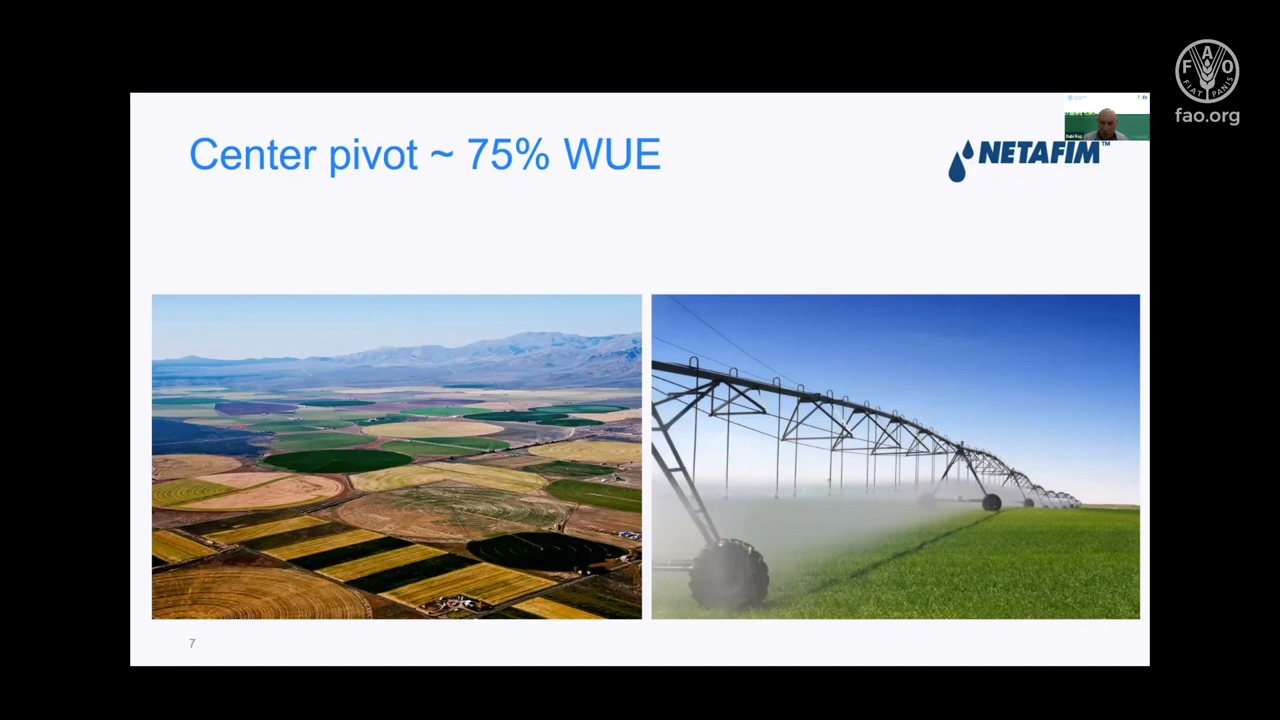 Center pivot ~ 75% WUE
NETAFIM™
7
F A O
FIAT PANIS
fao.org